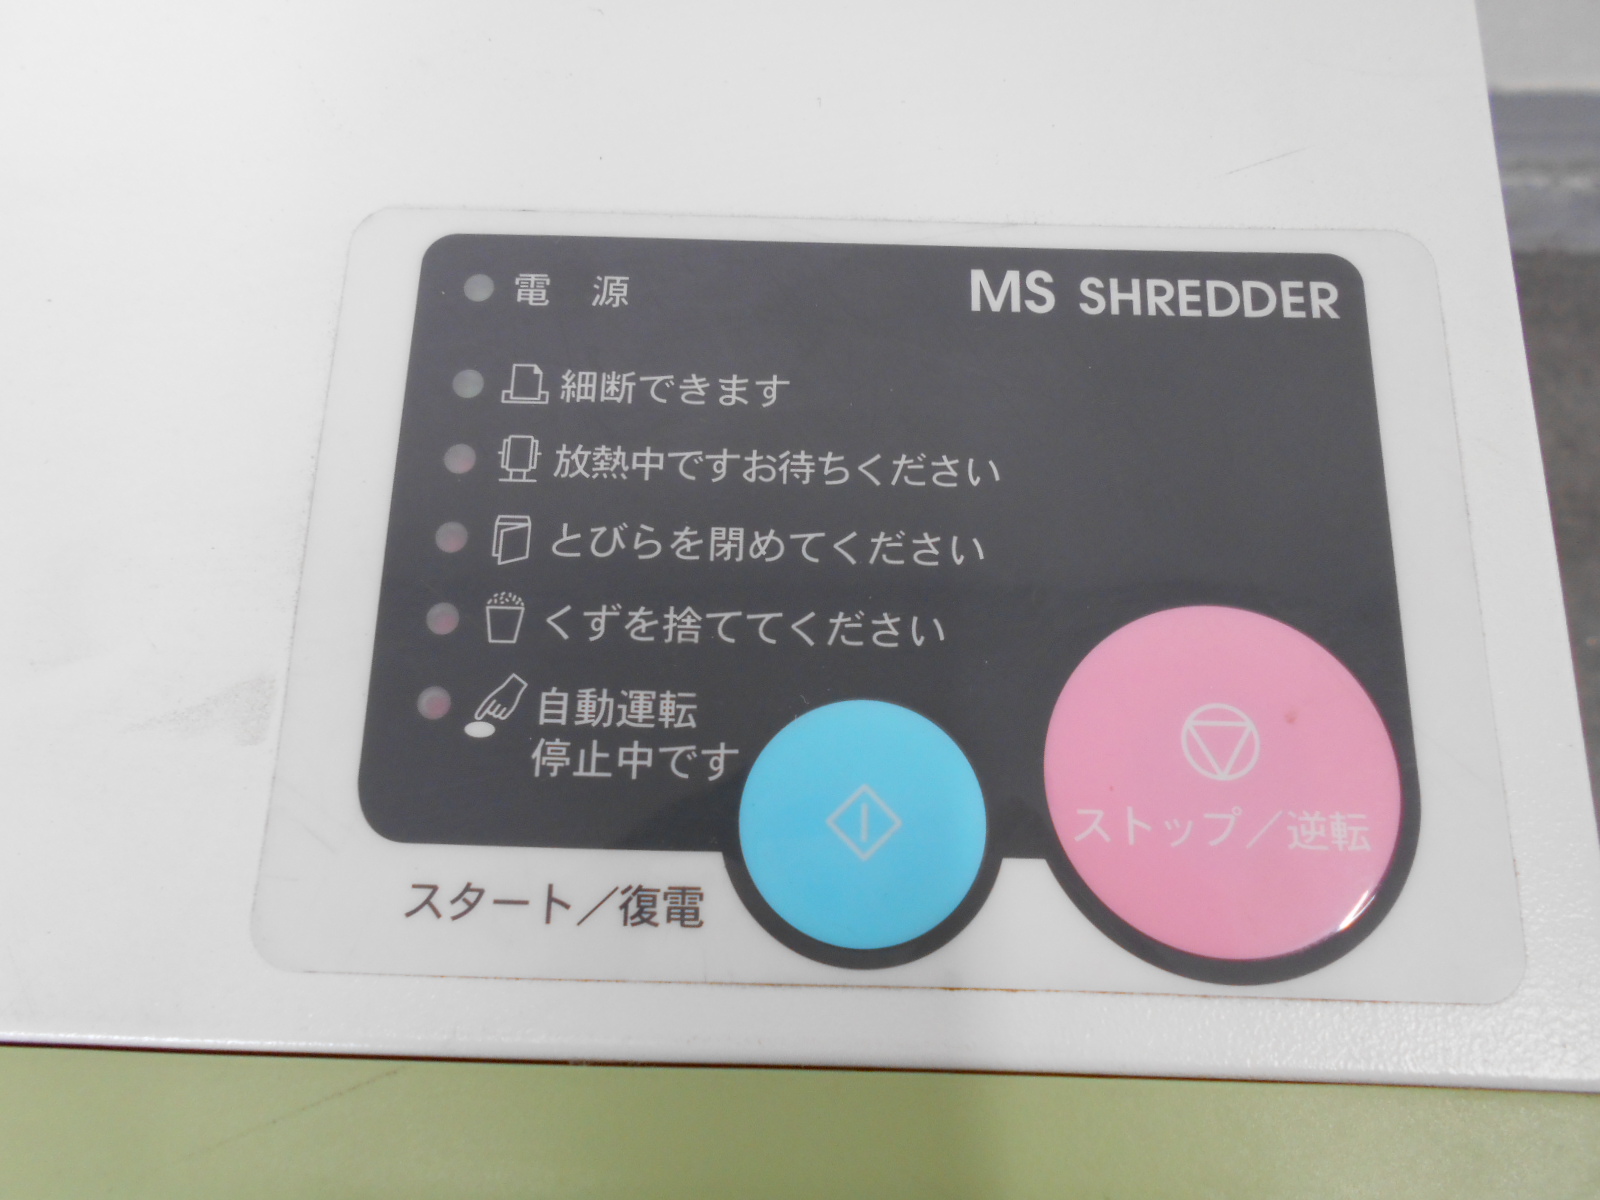 電 源
MS SHREDDER
細断できます
放熱中ですお待ちください
とびらを閉めてください
くずを捨ててください
自動運転
停止中です
ストップ／逆転
スタート／復電